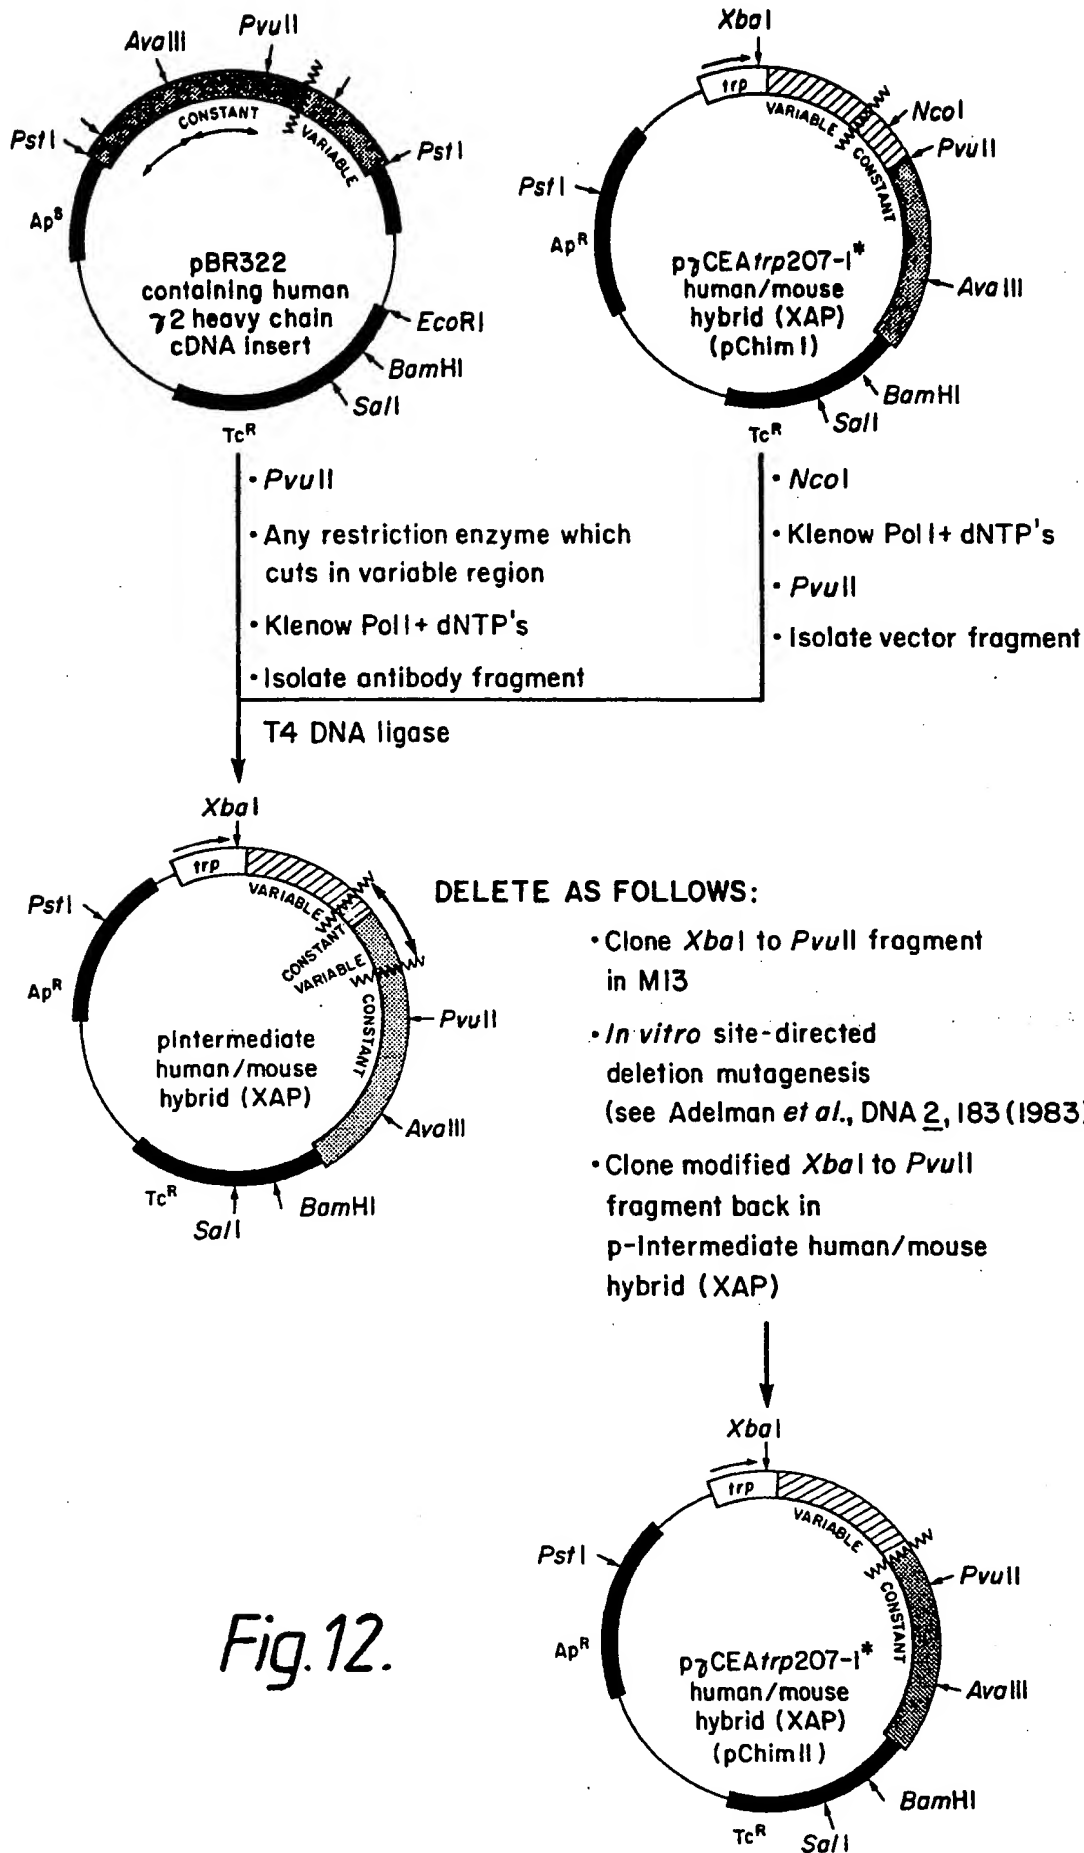 PvuII
AvaIII
PstI
PstI
CONSTANT
VARIABLE
Ap^S
pBR322
containing human
γ2 heavy chain
cDNA insert
EcoRI
BamHI
SalI
Tc^R
XbaI
trp
VARIABLE
NcoI
PvuII
CONSTANT
PstI
Ap^R
pγCEAtrp207-1*
human/mouse
hybrid (XAP)
(pChim I)
AvaIII
BamHI
SalI
Tc^R
• PvuII
• Any restriction enzyme which
cuts in variable region
• Klenow Pol I + dNTP's
• Isolate antibody fragment
• NcoI
• Klenow Pol I + dNTP's
• PvuII
• Isolate vector fragment
T4 DNA ligase
XbaI
trp
VARIABLE
PstI
CONSTANT
VARIABLE
Ap^R
CONSTANT
PvuII
pIntermediate
human/mouse
hybrid (XAP)
AvaIII
Tc^R
BamHI
SalI
DELETE AS FOLLOWS:
• Clone XbaI to PvuII fragment
in M13
• In vitro site-directed
deletion mutagenesis
(see Adelman et al., DNA 2, 183 (1983)
• Clone modified XbaI to PvuII
fragment back in
p-Intermediate human/mouse
hybrid (XAP)
XbaI
trp
VARIABLE
PstI
PvuII
CONSTANT
Ap^R
pγCEAtrp207-1*
human/mouse
hybrid (XAP)
(pChim II)
AvaIII
BamHI
SalI
Tc^R
Fig. 12.